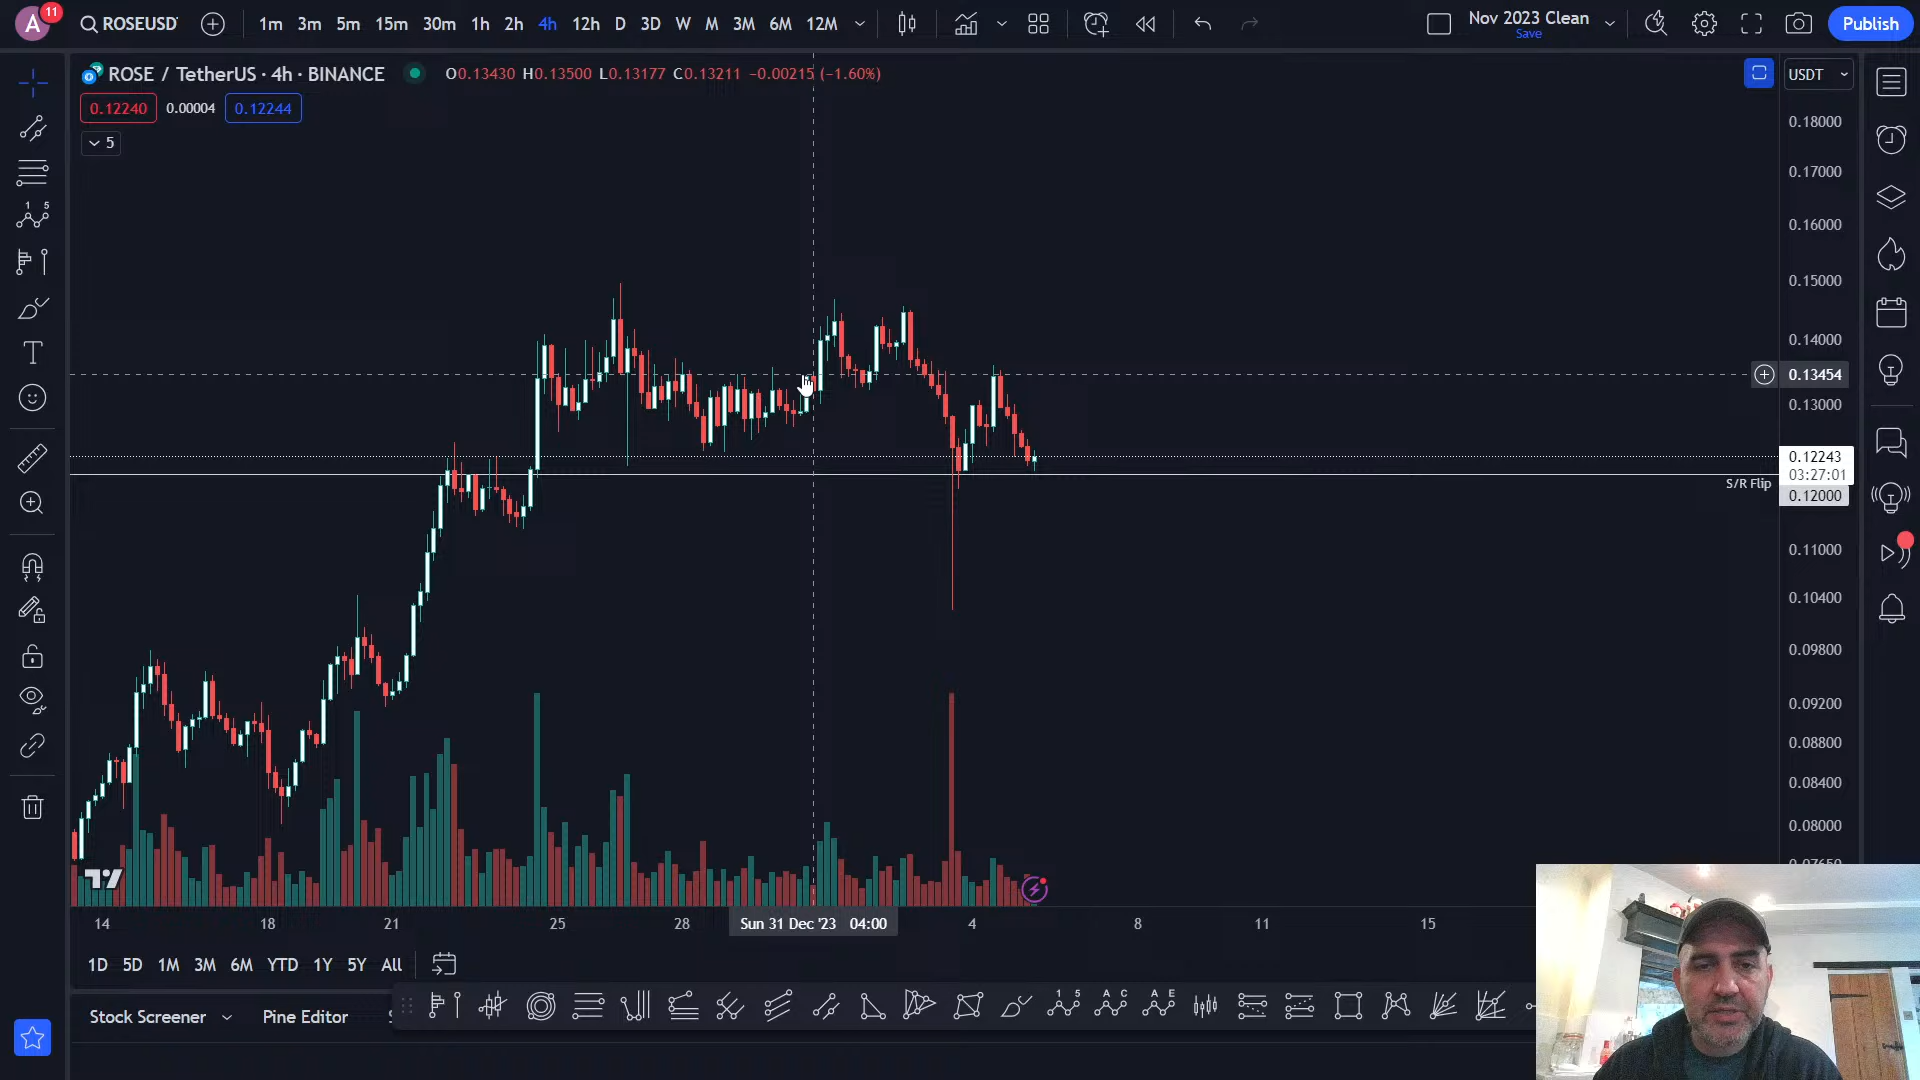 A 11 ROSEUSD 1m 3m 5m 15m 30m 1h 2h 4h 12h D 3D W M 3M 6M 12M Nov 2023 Clean Save Publish
ROSE / TetherUS · 4h · BINANCE O0.13430 H0.13500 L0.13177 C0.13211 −0.00215 (−1.60%) USDT
0.12240 0.00004 0.12244
5
0.18000
0.17000
0.16000
0.15000
0.14000
0.13454
0.13000
0.12243
03:27:01
S/R Flip
0.12000
0.11000
0.10400
0.09800
0.09200
0.08800
0.08400
0.08000
14 18 21 25 28 Sun 31 Dec '23 04:00 4 8 11 15
1D 5D 1M 3M 6M YTD 1Y 5Y All
Stock Screener Pine Editor